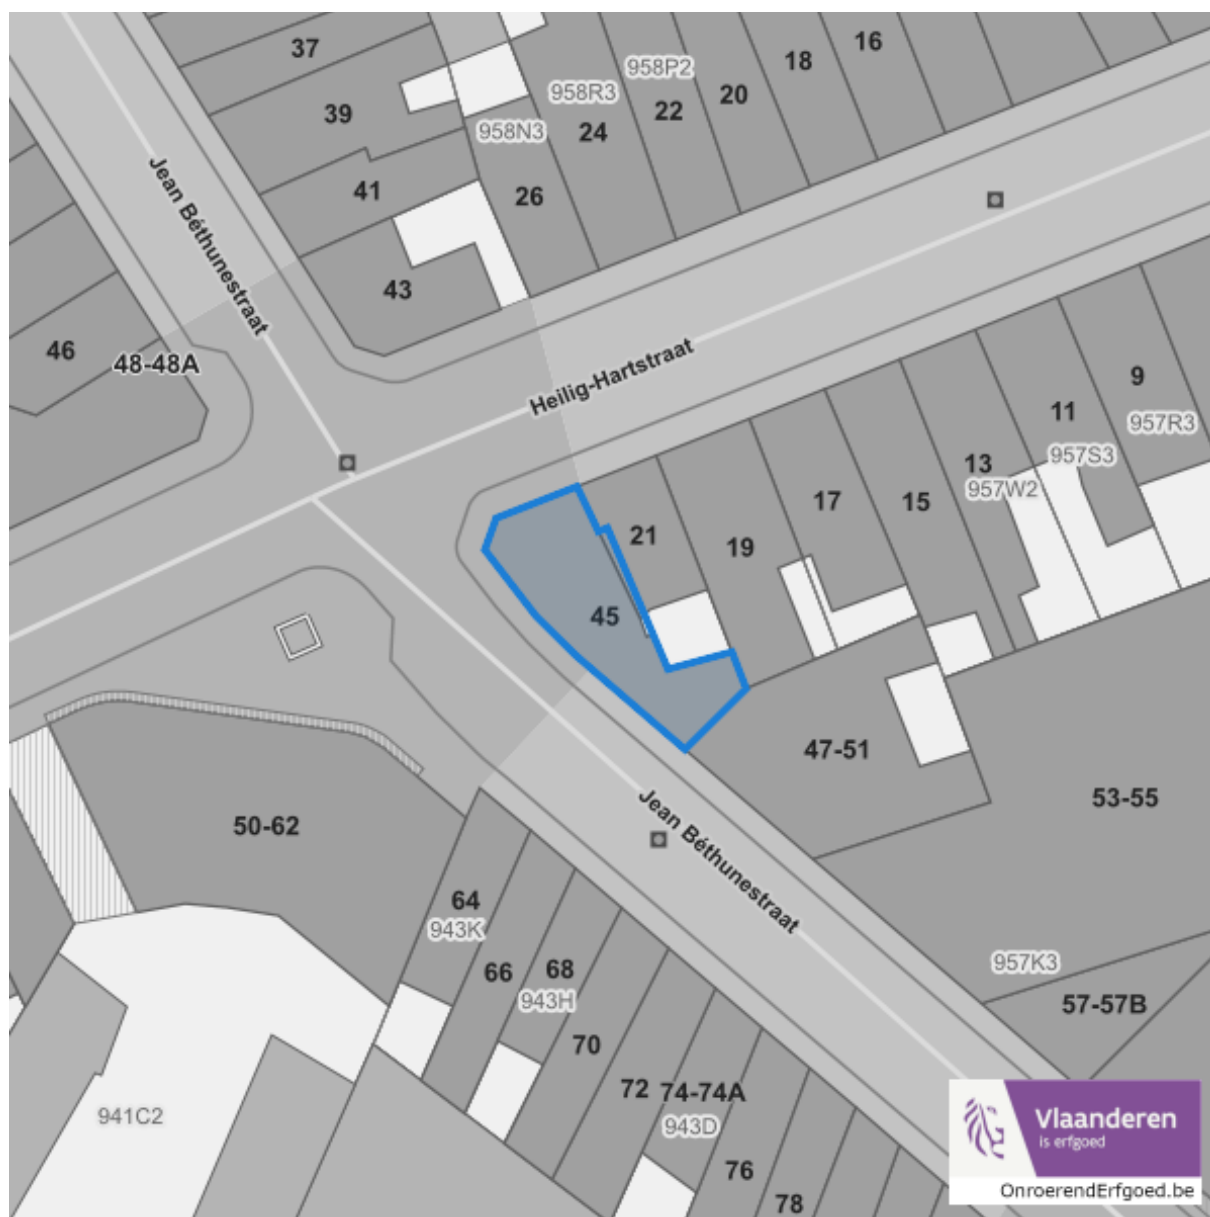 37
16
18
958P2
20
958R3
22
39
958N3
24
41
26
Jean Béthunestraat
43
46
48-48A
Heilig-Hartstraat
9
11
957R3
957S3
13
957W2
17
15
21
19
45
47-51
53-55
50-62
Jean Béthunestraat
64
943K
66
68
943H
957K3
57-57B
70
72
74-74A
941C2
943D
76
78
Vlaanderen
is erfgoed
OnroerendErfgoed.be